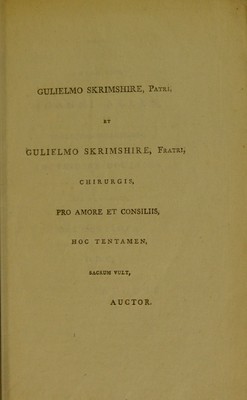 GULIELMO SKRIMSHIRE, PATRI,
ET
GULIELMO SKRIMSHIRE, FRATRI,
CHIRURGIS,
PRO AMORE ET CONSILIIS,
HOC TENTAMEN,
SACRUM VULT,
AUCTOR.